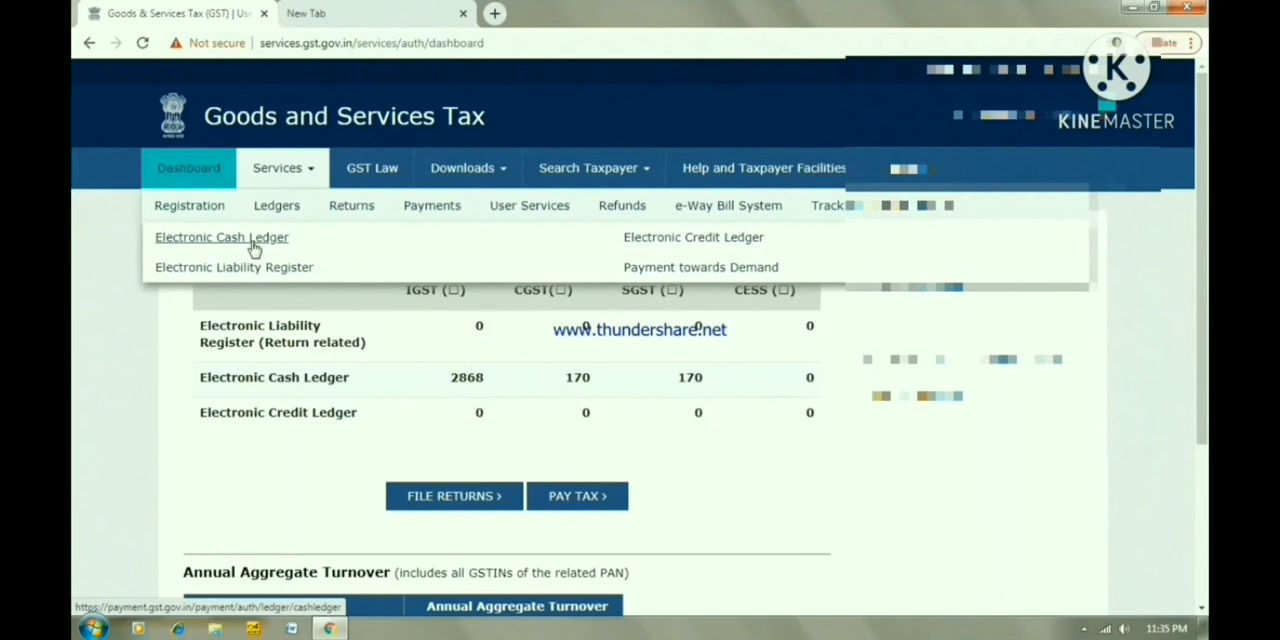 Goods & Services Tax (GST) | Use
New Tab
Not secure
services.gst.gov.in/services/auth/dashboard
K
KINEMASTER
Goods and Services Tax
Dashboard Services GST Law Downloads Search Taxpayer Help and Taxpayer Facilities
Registration Ledgers Returns Payments User Services Refunds e-Way Bill System Track
Electronic Cash Ledger Electronic Credit Ledger
Electronic Liability Register Payment towards Demand
IGST (□) CGST(□) SGST (□) CESS (□)
Electronic Liability 0 0 0 0
Register (Return related)
www.thundershare.net
Electronic Cash Ledger 2868 170 170 0
Electronic Credit Ledger 0 0 0 0
FILE RETURNS > PAY TAX >
Annual Aggregate Turnover (includes all GSTINs of the related PAN)
Annual Aggregate Turnover
https://payment.gst.gov.in/payment/auth/ledger/cashledger
11:35 PM